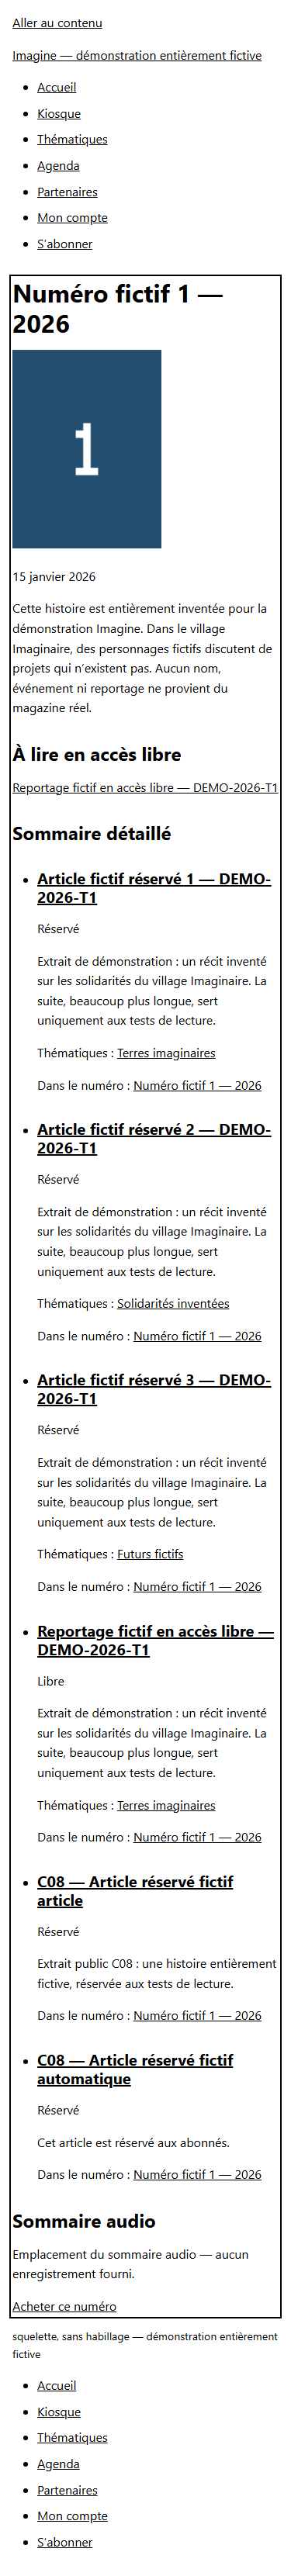 Aller au contenu
Imagine — démonstration entièrement fictive
Accueil
Kiosque
Thématiques
Agenda
Partenaires
Mon compte
S’abonner
Numéro fictif 1 —
2026
1
15 janvier 2026
Cette histoire est entièrement inventée pour la
démonstration Imagine. Dans le village
Imaginaire, des personnages fictifs discutent de
projets qui n’existent pas. Aucun nom,
événement ni reportage ne provient du
magazine réel.
À lire en accès libre
Reportage fictif en accès libre — DEMO-2026-T1
Sommaire détaillé
Article fictif réservé 1 — DEMO-
2026-T1
Réservé
Extrait de démonstration : un récit inventé
sur les solidarités du village Imaginaire. La
suite, beaucoup plus longue, sert
uniquement aux tests de lecture.
Thématiques : Terres imaginaires
Dans le numéro : Numéro fictif 1 — 2026
Article fictif réservé 2 — DEMO-
2026-T1
Réservé
Extrait de démonstration : un récit inventé
sur les solidarités du village Imaginaire. La
suite, beaucoup plus longue, sert
uniquement aux tests de lecture.
Thématiques : Solidarités inventées
Dans le numéro : Numéro fictif 1 — 2026
Article fictif réservé 3 — DEMO-
2026-T1
Réservé
Extrait de démonstration : un récit inventé
sur les solidarités du village Imaginaire. La
suite, beaucoup plus longue, sert
uniquement aux tests de lecture.
Thématiques : Futurs fictifs
Dans le numéro : Numéro fictif 1 — 2026
Reportage fictif en accès libre —
DEMO-2026-T1
Libre
Extrait de démonstration : un récit inventé
sur les solidarités du village Imaginaire. La
suite, beaucoup plus longue, sert
uniquement aux tests de lecture.
Thématiques : Terres imaginaires
Dans le numéro : Numéro fictif 1 — 2026
C08 — Article réservé fictif
article
Réservé
Extrait public C08 : une histoire entièrement
fictive, réservée aux tests de lecture.
Dans le numéro : Numéro fictif 1 — 2026
C08 — Article réservé fictif
automatique
Réservé
Cet article est réservé aux abonnés.
Dans le numéro : Numéro fictif 1 — 2026
Sommaire audio
Emplacement du sommaire audio — aucun
enregistrement fourni.
Acheter ce numéro
squelette, sans habillage — démonstration entièrement
fictive
Accueil
Kiosque
Thématiques
Agenda
Partenaires
Mon compte
S’abonner